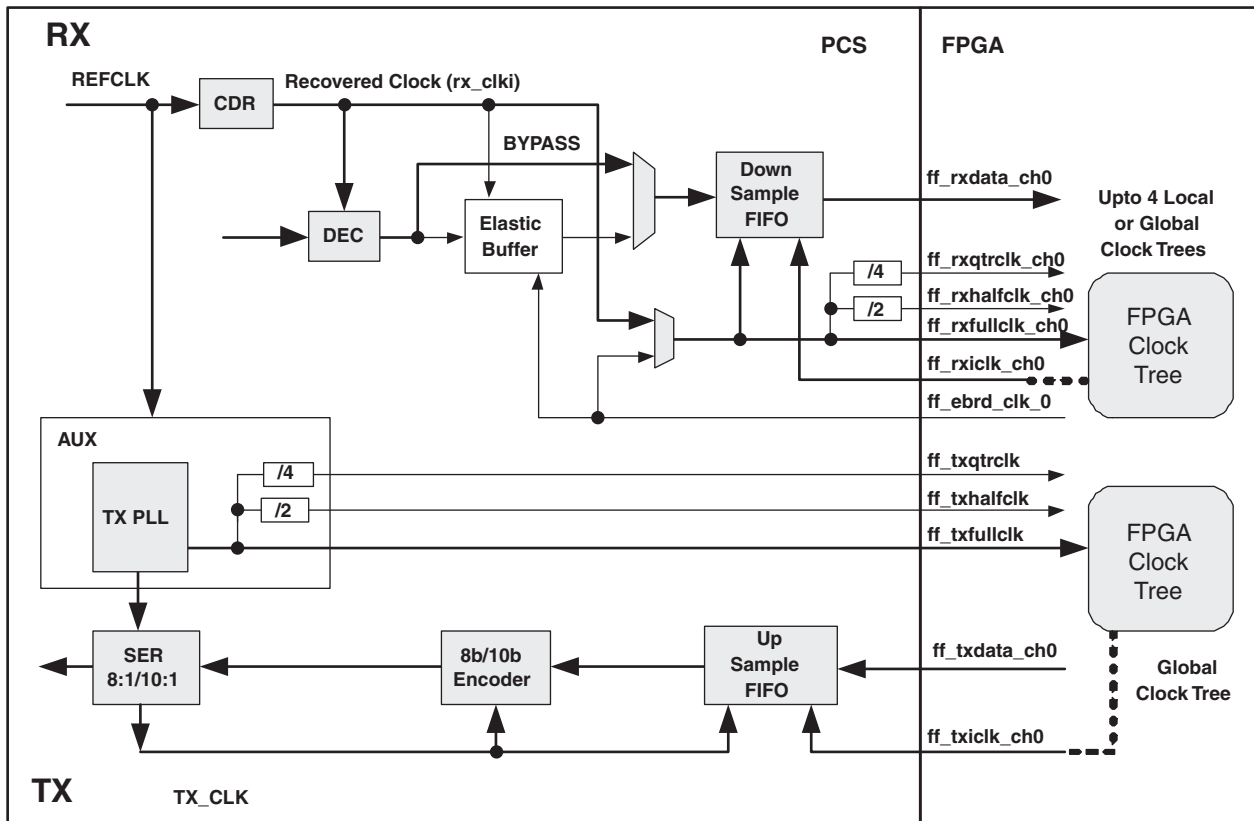 RX
PCS
FPGA
REFCLK
CDR
Recovered Clock (rx_clki)
BYPASS
DEC
Elastic
Buffer
Down
Sample
FIFO
ff_rxdata_ch0
Upto 4 Local
or Global
Clock Trees
/4
ff_rxqtrclk_ch0
/2
ff_rxhalfclk_ch0
ff_rxfullclk_ch0
ff_rxiclk_ch0
ff_ebrd_clk_0
FPGA
Clock
Tree
AUX
TX PLL
/4
/2
ff_txqtrclk
ff_txhalfclk
ff_txfullclk
FPGA
Clock
Tree
SER
8:1/10:1
8b/10b
Encoder
Up
Sample
FIFO
ff_txdata_ch0
Global
Clock Tree
ff_txiclk_ch0
TX
TX_CLK